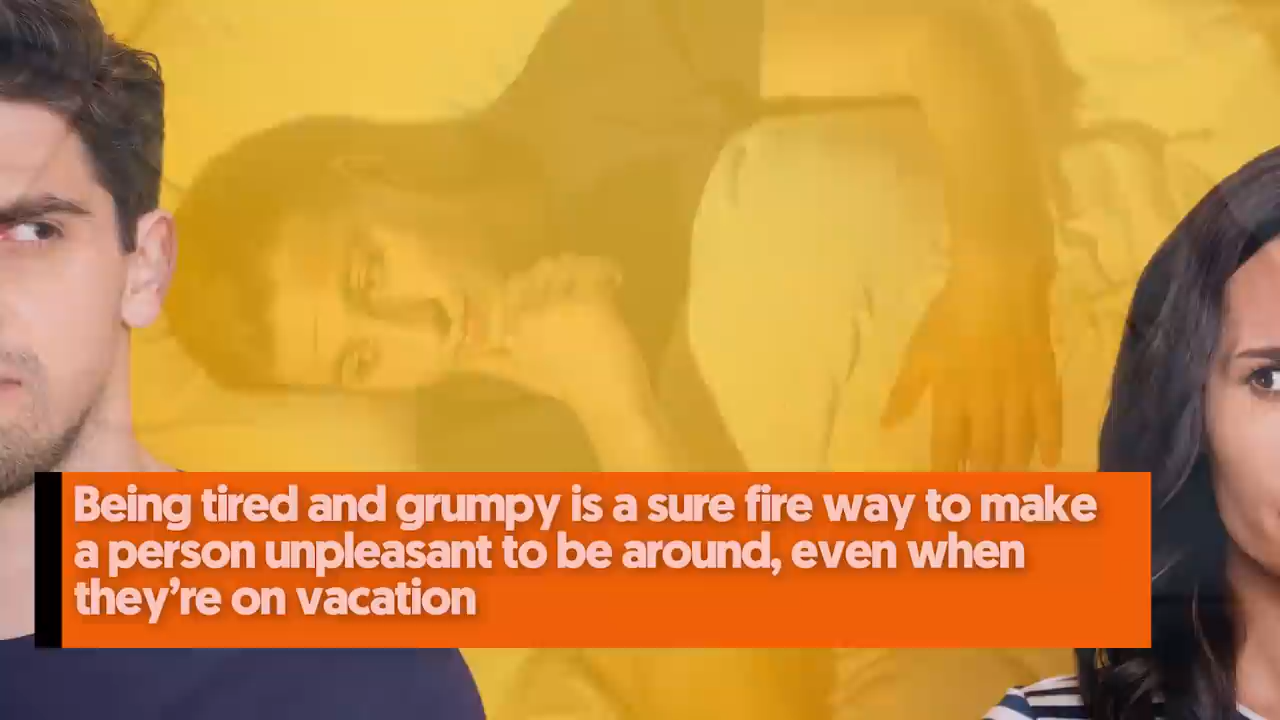 Being tired and grumpy is a sure fire way to make
a person unpleasant to be around, even when
they’re on vacation